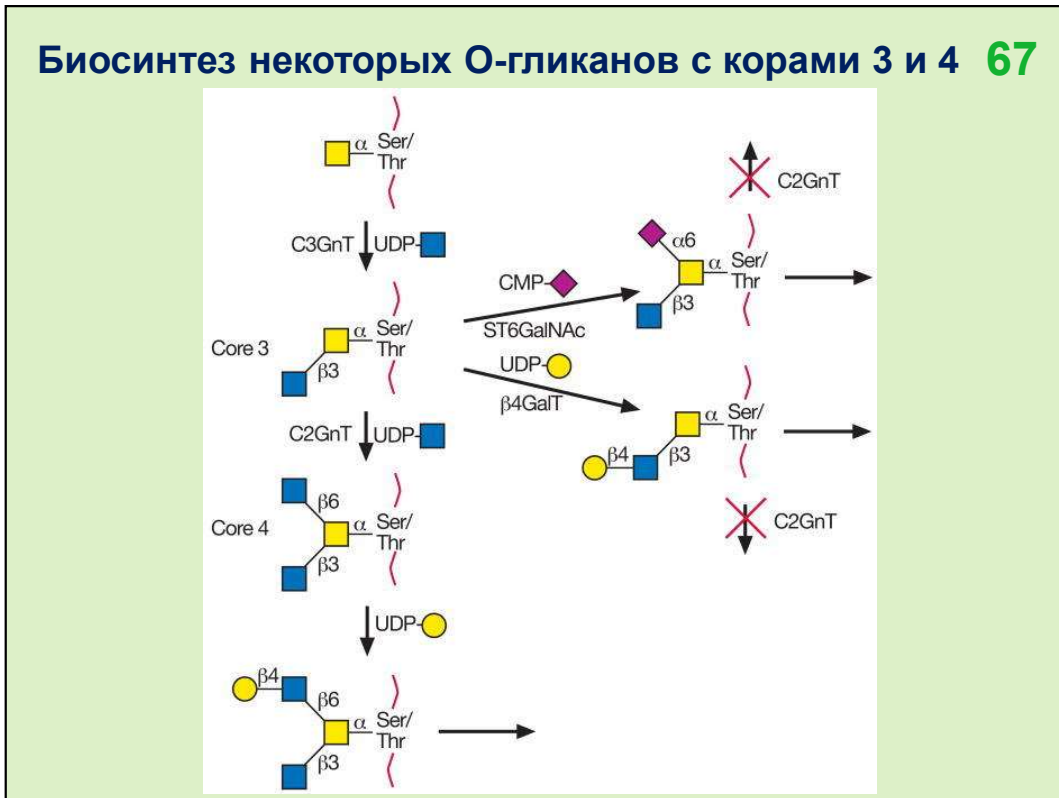 Биосинтез некоторых О-гликанов с корами 3 и 4 67
α Ser/
Thr
C3GnT UDP-
Core 3
α Ser/
Thr
β3
C2GnT UDP-
Core 4
β6
α Ser/
Thr
β3
UDP-
β4
β6
α Ser/
Thr
β3
CMP-
ST6GalNAc
UDP-
β4GalT
C2GnT
α6
α Ser/
Thr
β3
α Ser/
Thr
β4
β3
C2GnT